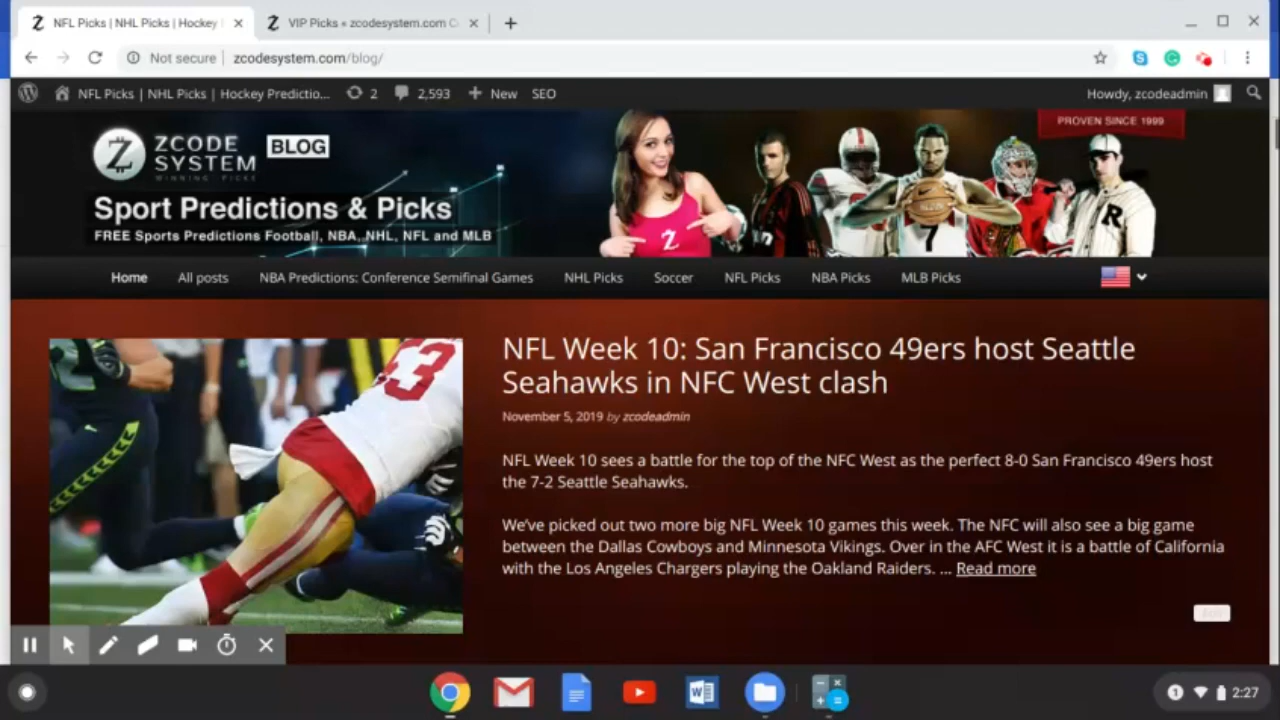 NFL Picks | NHL Picks | Hockey
VIP Picks • zcodesystem.com
Not secure
zcodesystem.com/blog/
NFL Picks | NHL Picks | Hockey Predictio...
2
2,593
New
SEO
Howdy, zcodeadmin
PROVEN SINCE 1999
ZCODE
SYSTEM
WINNING PICKS
BLOG
Sport Predictions & Picks
FREE Sports Predictions Football, NBA, NHL, NFL and MLB
Z
7
R
Home
All posts
NBA Predictions: Conference Semifinal Games
NHL Picks
Soccer
NFL Picks
NBA Picks
MLB Picks
53
NFL Week 10: San Francisco 49ers host Seattle
Seahawks in NFC West clash
November 5, 2019 by zcodeadmin
NFL Week 10 sees a battle for the top of the NFC West as the perfect 8-0 San Francisco 49ers host
the 7-2 Seattle Seahawks.
We've picked out two more big NFL Week 10 games this week. The NFC will also see a big game
between the Dallas Cowboys and Minnesota Vikings. Over in the AFC West it is a battle of California
with the Los Angeles Chargers playing the Oakland Raiders. ... Read more
1
2:27